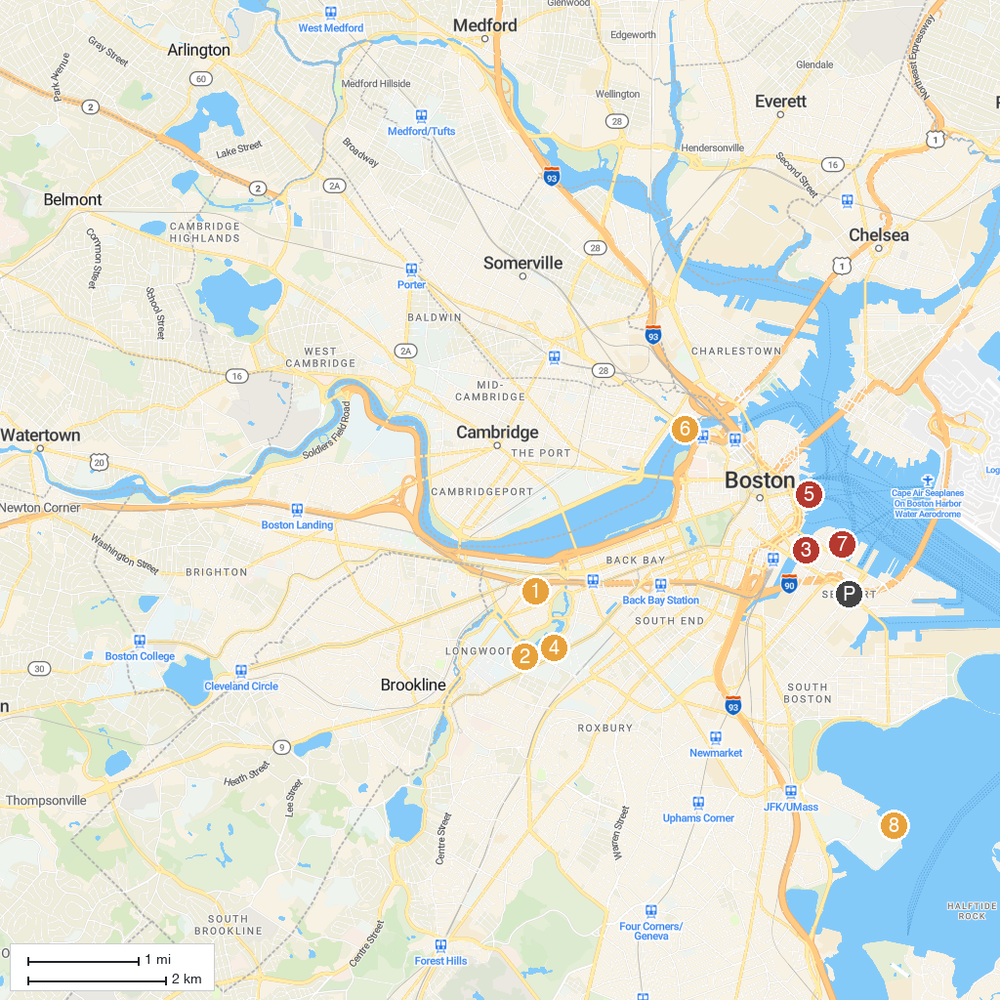 Glenwood
West Medford
Medford
Arlington
Gray Street
Edgeworth
Park Avenue
60
Medford Hillside
Glendale
Northeast Expressway
Wellington
Everett
2
Medford/Tufts
28
1
Lake Street
Broadway
Hendersonville
Second Street
16
93
2
2A
Belmont
CAMBRIDGE
HIGHLANDS
Common Street
Chelsea
28
Somerville
1
Porter
School Street
BALDWIN
93
WEST
CAMBRIDGE
2A
CHARLESTOWN
16
28
MID-
CAMBRIDGE
Soldiers Field Road
Watertown
Cambridge
6
THE PORT
20
Boston
CAMBRIDGEPORT
5
Log
Cape Air Seaplanes
On Boston Harbor
Water Aerodrome
Newton Corner
Boston Landing
Washington Street
BRIGHTON
BACK BAY
3
7
90
1
P
Back Bay Station
SOUTH END
LONGWOOD
2
4
Boston College
Cleveland Circle
30
Brookline
SOUTH
BOSTON
93
ROXBURY
9
Newmarket
Heath Street
Lee Street
Thompsonville
JFK/UMass
Uphams Corner
Centre Street
Warren Street
8
SOUTH
BROOKLINE
Centre Street
Four Corners/
Geneva
HALFTIDE
ROCK
Forest Hills
1 mi
2 km